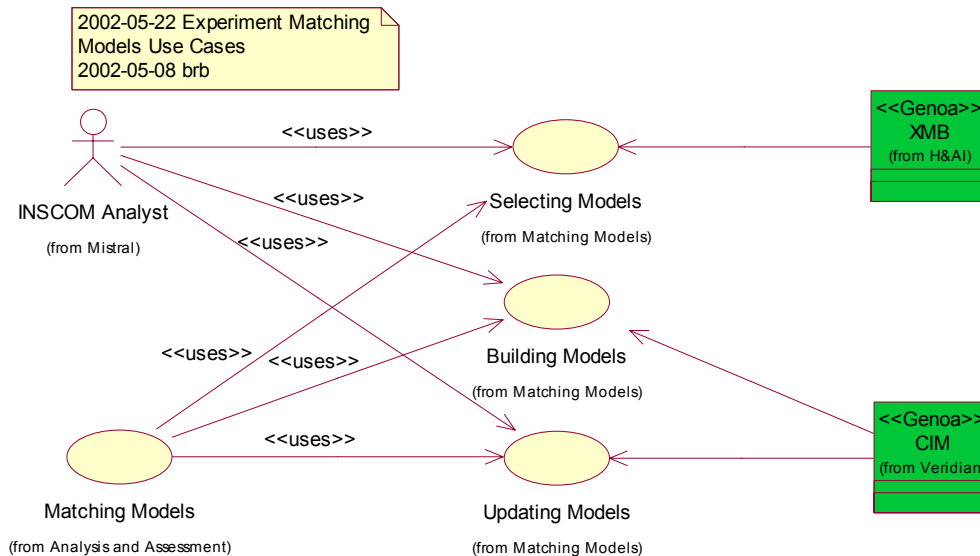 2002-05-22 Experiment Matching
Models Use Cases
2002-05-08 brb
<<uses>>
<<Genoa>>
XMB
(from H&AI)
INSCOM Analyst
(from Mistral)
<<uses>>
Selecting Models
(from Matching Models)
<<uses>>
<<uses>>
<<uses>>
Building Models
(from Matching Models)
<<Genoa>>
CIM
(from Veridian
<<uses>>
Matching Models
(from Analysis and Assessment)
Updating Models
(from Matching Models)